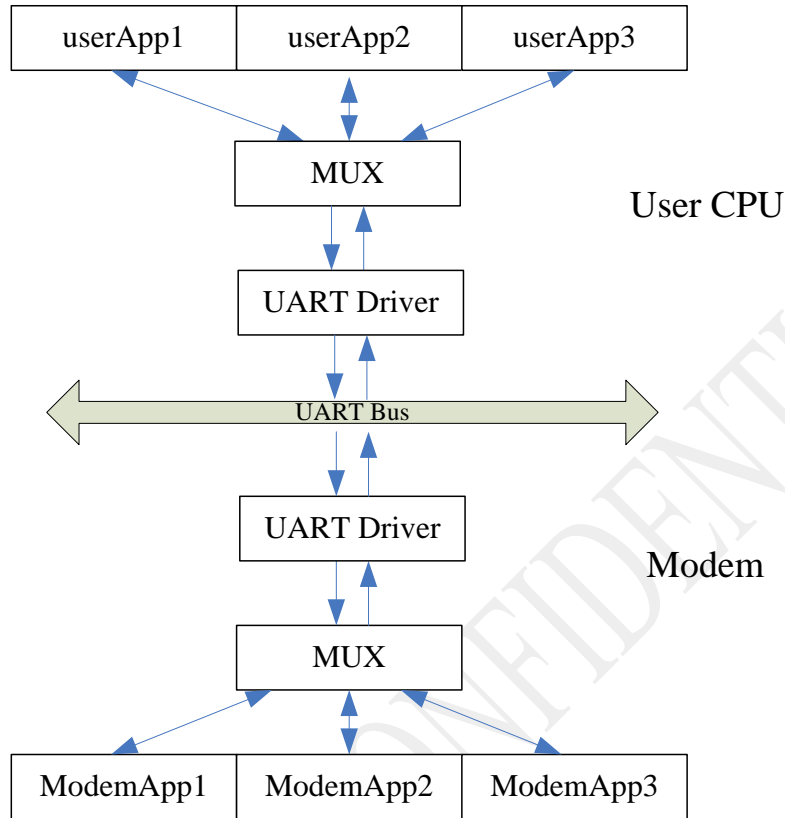 userApp1 userApp2 userApp3
MUX
User CPU
UART Driver
UART Bus
UART Driver
Modem
MUX
ModemApp1 ModemApp2 ModemApp3